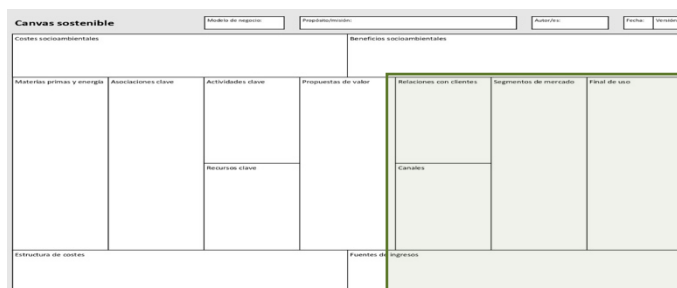 Canvas sostenible
Modelo de negocio:
Propósito/misión:
Autor/es:
Fecha:
Versión
Costes socioambientales
Beneficios socioambientales
Materias primas y energía
Asociaciones clave
Actividades clave
Propuestas de valor
Relaciones con clientes
Segmentos de mercado
Final de uso
Recursos clave
Canales
Estructura de costes
Fuentes de ingresos